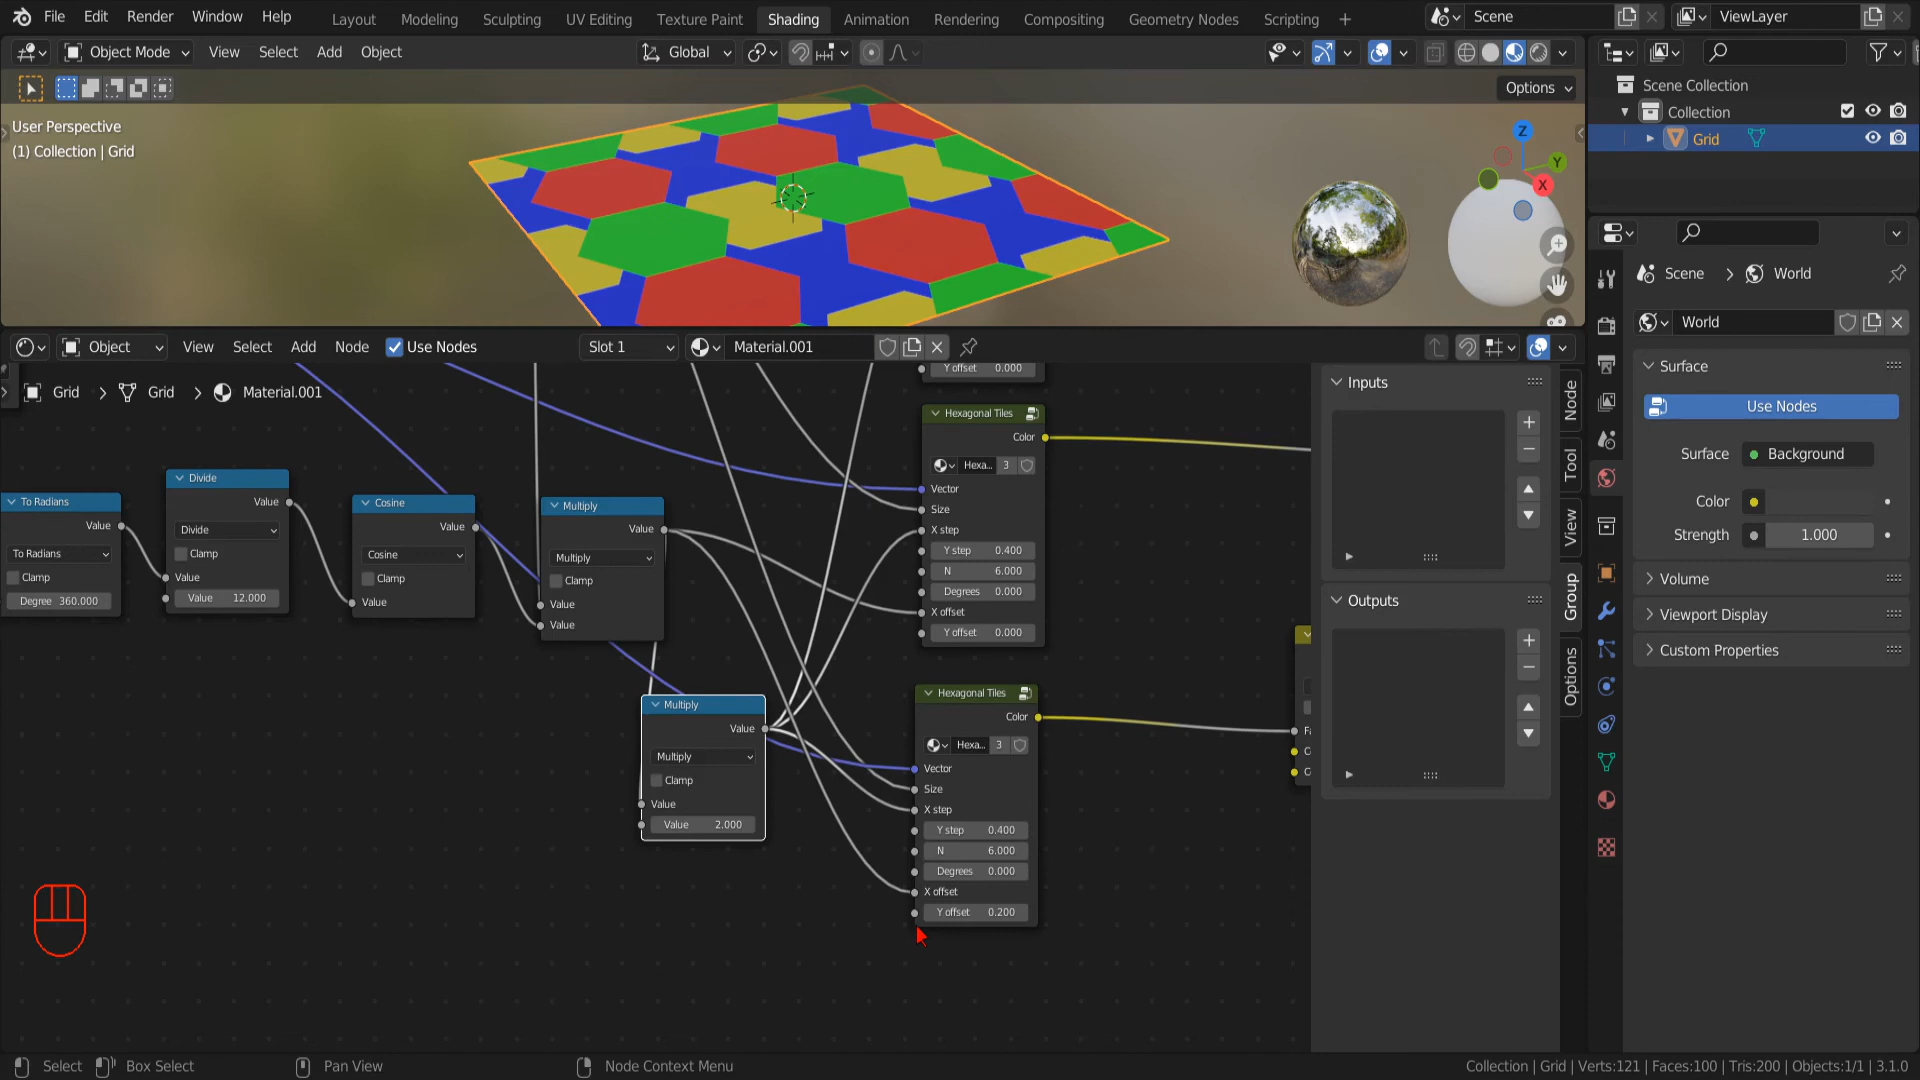 File Edit Render Window Help Layout Modeling Sculpting UV Editing Texture Paint Shading Animation Rendering Compositing Geometry Nodes Scripting + Scene ViewLayer
Object Mode View Select Add Object Global
Options
User Perspective
(1) Collection | Grid
Z
Y
X
Scene Collection
Collection
Grid
Scene > World
World
Surface
Use Nodes
Surface Background
Color
Strength 1.000
Volume
Viewport Display
Custom Properties
Object View Select Add Node Use Nodes Slot 1 Material.001
Grid > Grid > Material.001
Y offset 0.000
To Radians
Value
To Radians
Clamp
Degree 360.000
Divide
Value
Divide
Clamp
Value
Value 12.000
Cosine
Value
Cosine
Clamp
Value
Multiply
Value
Multiply
Clamp
Value
Value
Multiply
Value
Multiply
Clamp
Value
Value 2.000
Hexagonal Tiles
Color
Hexa... 3
Vector
Size
X step
Y step 0.400
N 6.000
Degrees 0.000
X offset
Y offset 0.000
Hexagonal Tiles
Color
Hexa... 3
Vector
Size
X step
Y step 0.400
N 6.000
Degrees 0.000
X offset
Y offset 0.200
Inputs
Outputs
Node
Tool
View
Group
Options
Select Box Select Pan View Node Context Menu Collection | Grid | Verts:121 | Faces:100 | Tris:200 | Objects:1/1 | 3.1.0